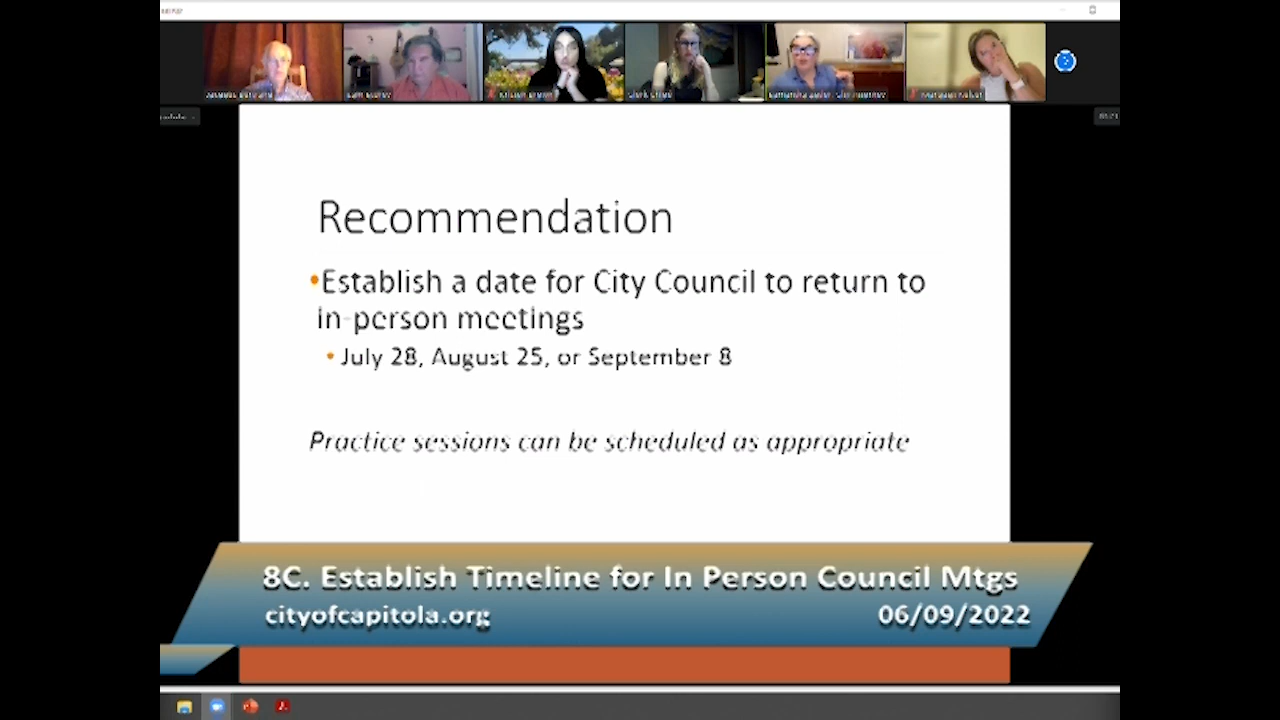 Recommendation
•Establish a date for City Council to return to
in-person meetings
• July 28, August 25, or September 8
Practice sessions can be scheduled as appropriate
8C. Establish Timeline for In Person Council Mtgs
cityofcapitola.org
06/09/2022